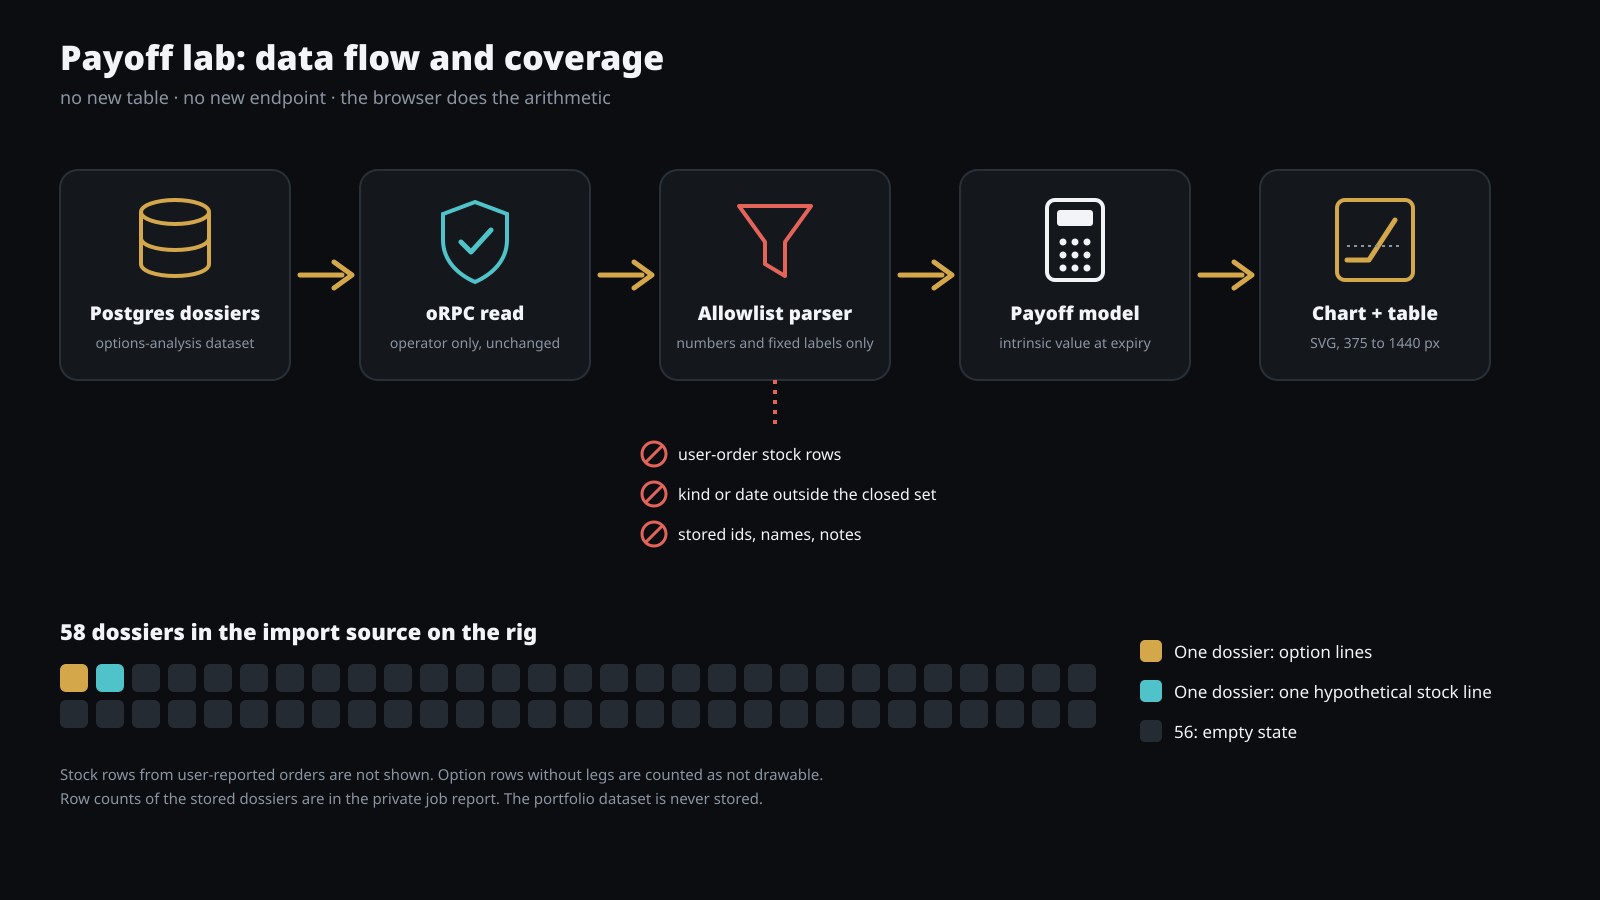 Payoff lab: data flow and coverage
no new table · no new endpoint · the browser does the arithmetic
Postgres dossiers
options-analysis dataset
oRPC read
operator only, unchanged
Allowlist parser
numbers and fixed labels only
Payoff model
intrinsic value at expiry
Chart + table
SVG, 375 to 1440 px
user-order stock rows
kind or date outside the closed set
stored ids, names, notes
58 dossiers in the import source on the rig
One dossier: option lines
One dossier: one hypothetical stock line
56: empty state
Stock rows from user-reported orders are not shown. Option rows without legs are counted as not drawable.
Row counts of the stored dossiers are in the private job report. The portfolio dataset is never stored.